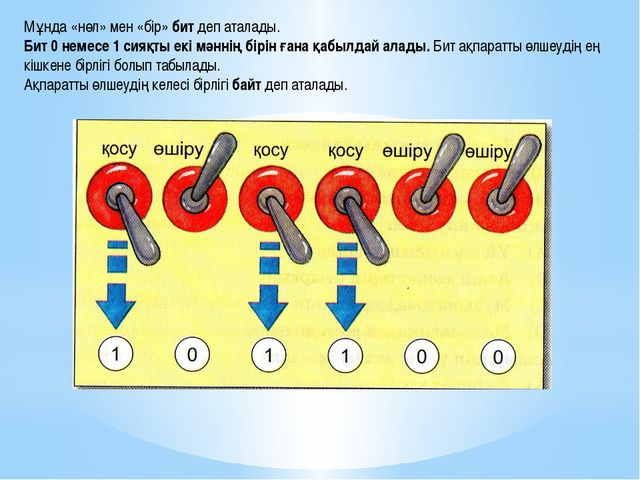 Мұнда «нөл» мен «бір» бит деп аталады.
Бит 0 немесе 1 сияқты екі мәннің бірін ғана қабылдай алады. Бит ақпаратты өлшеудің ең
кішкене бірлігі болып табылады.
Ақпаратты өлшеудің келесі бірлігі байт деп аталады.
қосу өшіру қосу қосу өшіру өшіру
1 0 1 1 0 0